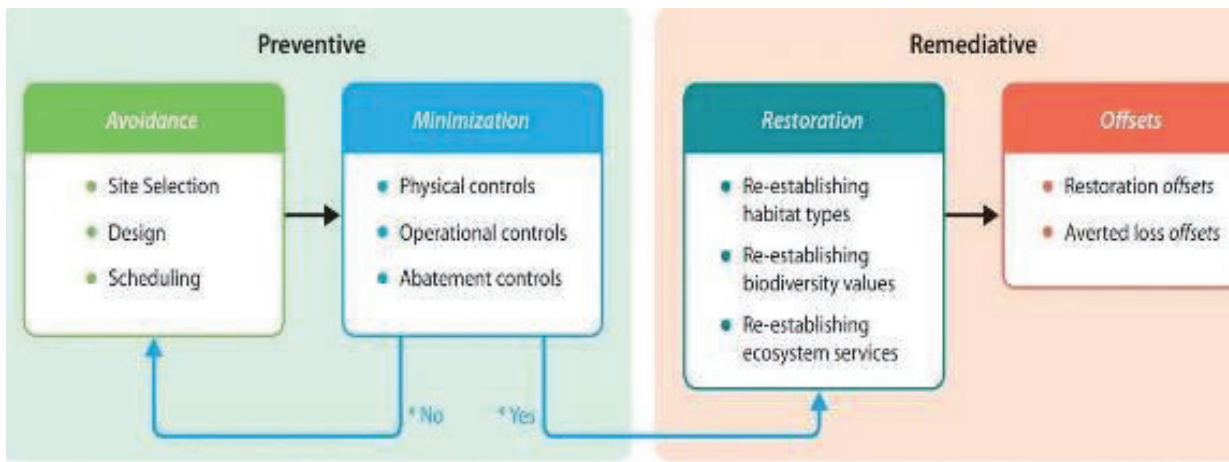 Preventive
Remediative
Avoidance
• Site Selection
• Design
• Scheduling
Minimization
• Physical controls
• Operational controls
• Abatement controls
* No
* Yes
Restoration
• Re-establishing
habitat types
• Re-establishing
biodiversity values
• Re-establishing
ecosystem services
Offsets
• Restoration offsets
• Averted loss offsets